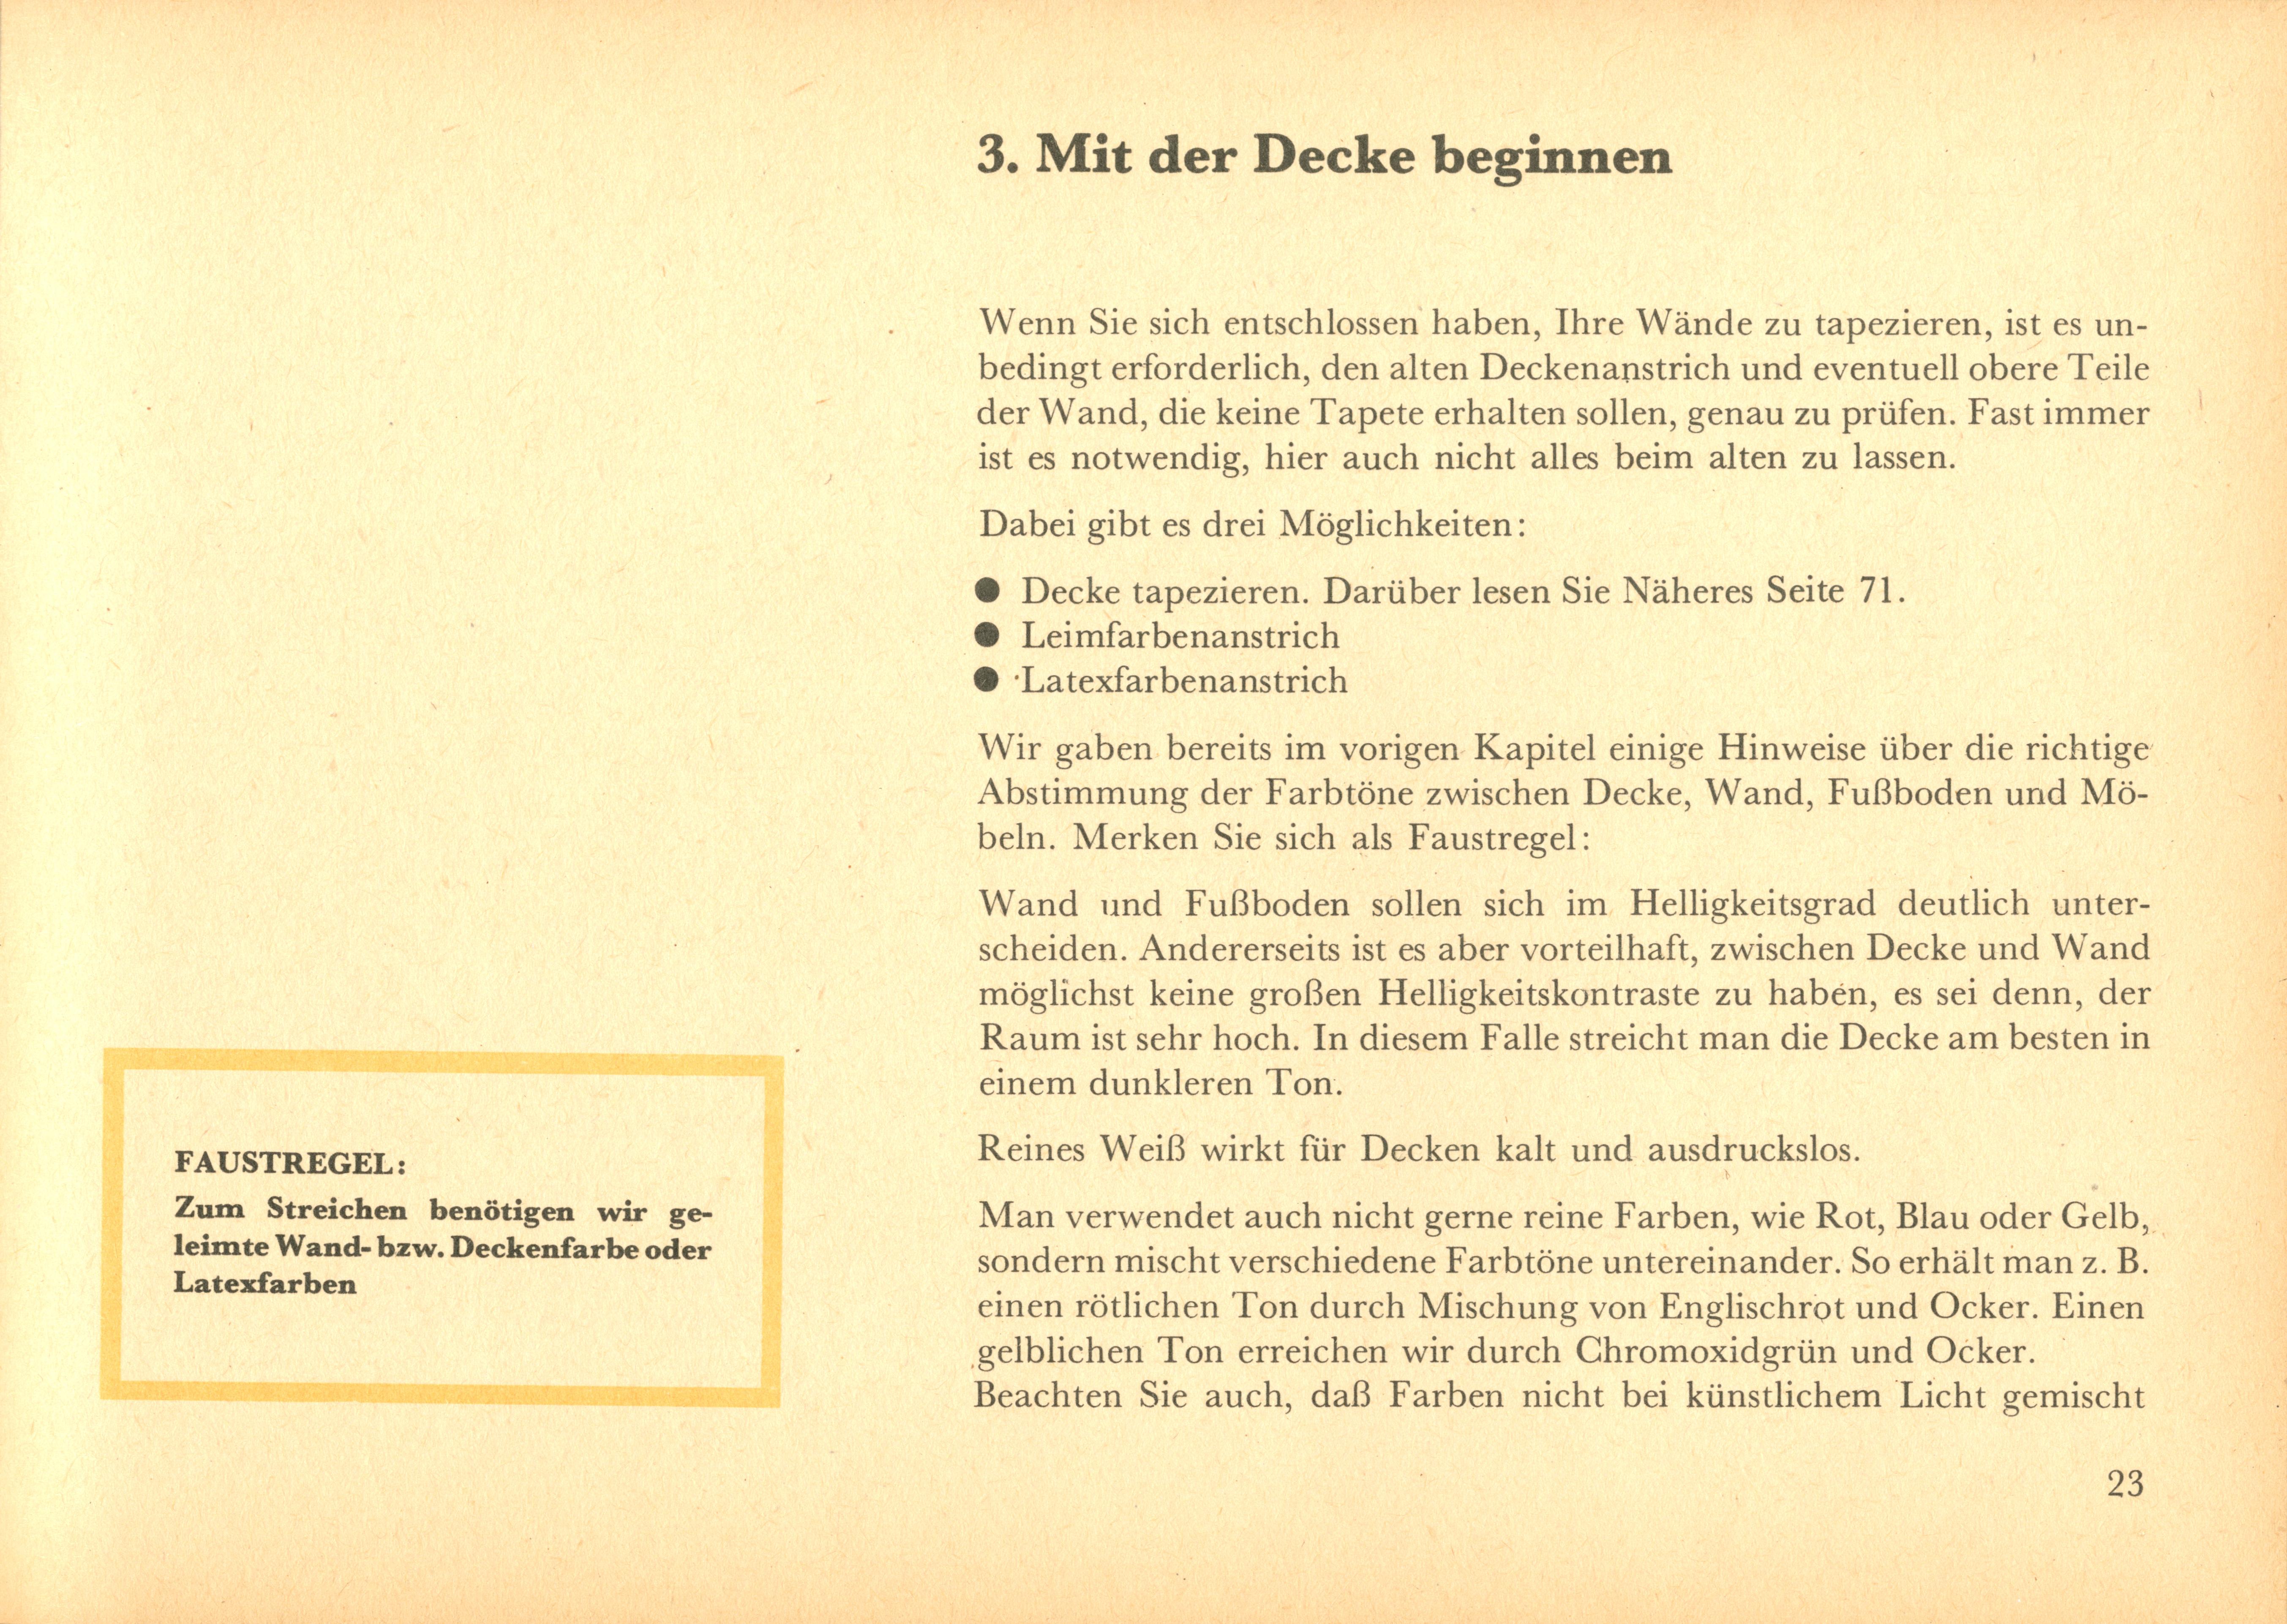 3. Mit der Decke beginnen
Wenn Sie sich entschlossen haben, Ihre Wände zu tapezieren, ist es un-
bedingt erforderlich, den alten Deckenanstrich und eventuell obere Teile
der Wand, die keine Tapete erhalten sollen, genau zu prüfen. Fast immer
ist es notwendig, hier auch nicht alles beim alten zu lassen.
Dabei gibt es drei Möglichkeiten:
● Decke tapezieren. Darüber lesen Sie Näheres Seite 71.
● Leimfarbenanstrich
● Latexfarbenanstrich
Wir gaben bereits im vorigen Kapitel einige Hinweise über die richtige
Abstimmung der Farbtöne zwischen Decke, Wand, Fußboden und Mö-
beln. Merken Sie sich als Faustregel:
Wand und Fußboden sollen sich im Helligkeitsgrad deutlich unter-
scheiden. Andererseits ist es aber vorteilhaft, zwischen Decke und Wand
möglichst keine großen Helligkeitskontraste zu haben, es sei denn, der
Raum ist sehr hoch. In diesem Falle streicht man die Decke am besten in
einem dunkleren Ton.
Reines Weiß wirkt für Decken kalt und ausdruckslos.
Man verwendet auch nicht gerne reine Farben, wie Rot, Blau oder Gelb,
sondern mischt verschiedene Farbtöne untereinander. So erhält man z. B.
einen rötlichen Ton durch Mischung von Englischrot und Ocker. Einen
gelblichen Ton erreichen wir durch Chromoxidgrün und Ocker.
Beachten Sie auch, daß Farben nicht bei künstlichem Licht gemischt
FAUSTREGEL:
Zum Streichen benötigen wir ge-
leimte Wand- bzw. Deckenfarbe oder
Latexfarben
23